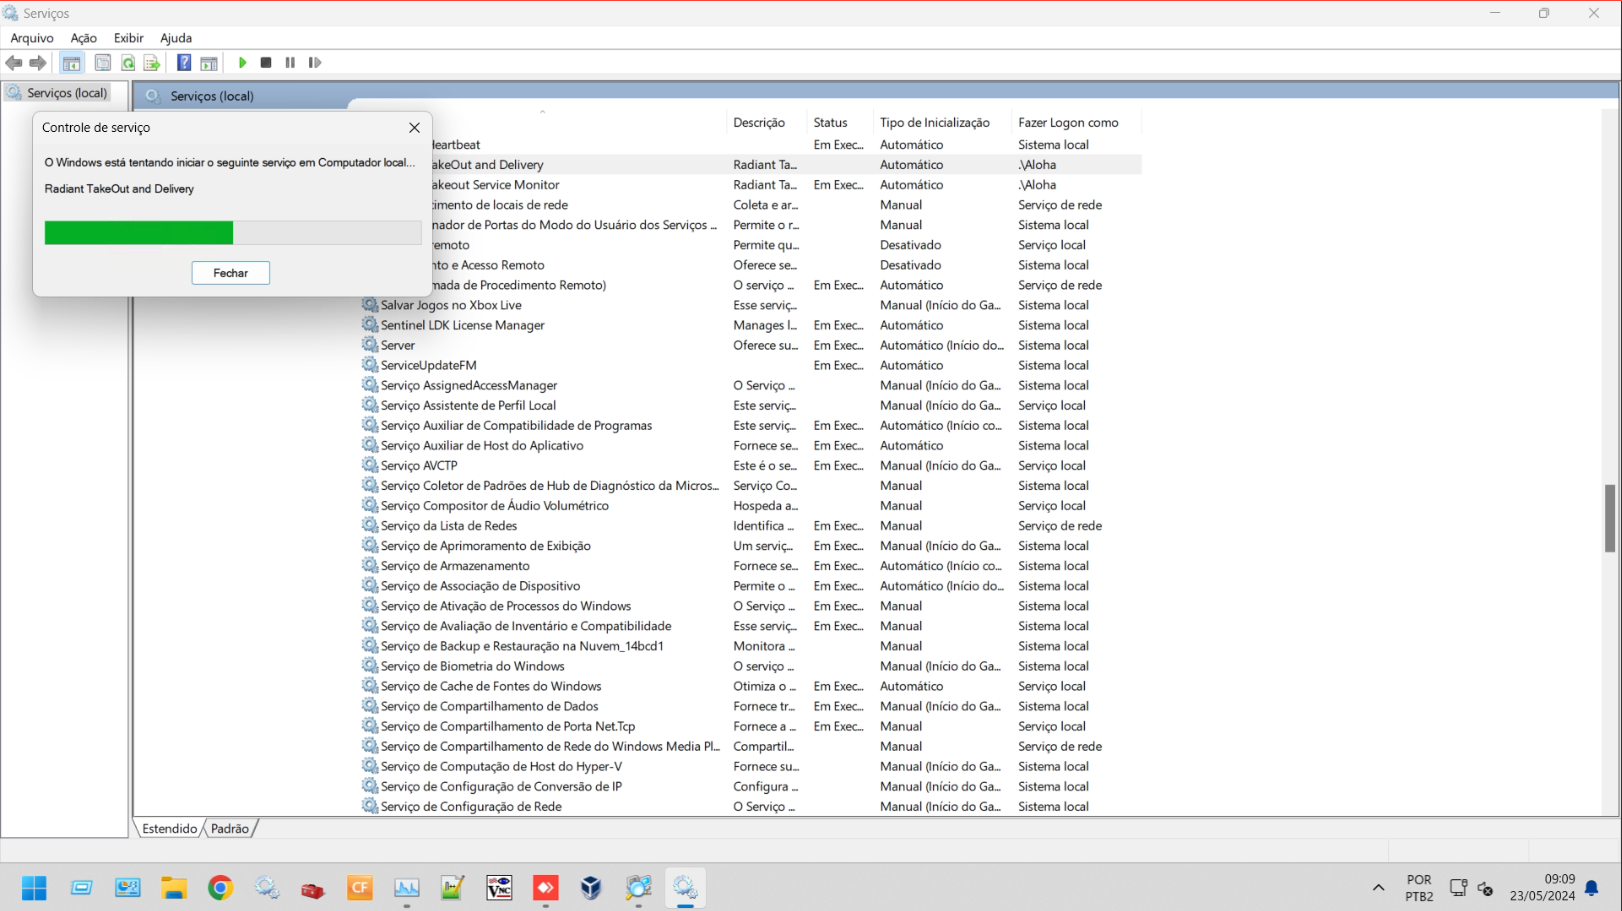 Serviços
Arquivo Ação Exibir Ajuda
Serviços (local)
Serviços (local)
Controle de serviço
O Windows está tentando iniciar o seguinte serviço em Computador local...
Radiant TakeOut and Delivery
Fechar
Descrição Status Tipo de Inicialização Fazer Logon como
Heartbeat Em Exec... Automático Sistema local
akeOut and Delivery Radiant Ta... Automático .\Aloha
akeout Service Monitor Radiant Ta... Em Exec... Automático .\Aloha
imento de locais de rede Coleta e ar... Manual Serviço de rede
nador de Portas do Modo do Usuário dos Serviços ... Permite o r... Manual Sistema local
emoto Permite qu... Desativado Serviço local
nto e Acesso Remoto Oferece se... Desativado Sistema local
mada de Procedimento Remoto) O serviço ... Em Exec... Automático Serviço de rede
Salvar Jogos no Xbox Live Esse serviç... Manual (Início do Ga... Sistema local
Sentinel LDK License Manager Manages l... Em Exec... Automático Sistema local
Server Oferece su... Em Exec... Automático (Início do... Sistema local
ServiceUpdateFM Em Exec... Automático Sistema local
Serviço AssignedAccessManager O Serviço ... Manual (Início do Ga... Sistema local
Serviço Assistente de Perfil Local Este serviç... Manual (Início do Ga... Serviço local
Serviço Auxiliar de Compatibilidade de Programas Este serviç... Em Exec... Automático (Início co... Sistema local
Serviço Auxiliar de Host do Aplicativo Fornece se... Em Exec... Automático Sistema local
Serviço AVCTP Este é o se... Em Exec... Manual (Início do Ga... Serviço local
Serviço Coletor de Padrões de Hub de Diagnóstico da Micros... Serviço Co... Manual Sistema local
Serviço Compositor de Áudio Volumétrico Hospeda a... Manual Serviço local
Serviço da Lista de Redes Identifica ... Em Exec... Manual Serviço de rede
Serviço de Aprimoramento de Exibição Um serviç... Em Exec... Manual (Início do Ga... Sistema local
Serviço de Armazenamento Fornece se... Em Exec... Automático (Início co... Sistema local
Serviço de Associação de Dispositivo Permite o ... Em Exec... Automático (Início do... Sistema local
Serviço de Ativação de Processos do Windows O Serviço ... Em Exec... Manual Sistema local
Serviço de Avaliação de Inventário e Compatibilidade Esse serviç... Em Exec... Manual Sistema local
Serviço de Backup e Restauração na Nuvem_14bcd1 Monitora ... Manual Sistema local
Serviço de Biometria do Windows O serviço ... Manual (Início do Ga... Sistema local
Serviço de Cache de Fontes do Windows Otimiza o ... Em Exec... Automático Serviço local
Serviço de Compartilhamento de Dados Fornece tr... Em Exec... Manual (Início do Ga... Sistema local
Serviço de Compartilhamento de Porta Net.Tcp Fornece a ... Em Exec... Manual Serviço local
Serviço de Compartilhamento de Rede do Windows Media Pl... Compartil... Manual Serviço de rede
Serviço de Computação de Host do Hyper-V Fornece su... Manual (Início do Ga... Sistema local
Serviço de Configuração de Conversão de IP Configura ... Manual (Início do Ga... Sistema local
Serviço de Configuração de Rede O Serviço ... Manual (Início do Ga... Sistema local
Estendido Padrão
CF
VNC
POR
PTB2
09:09
23/05/2024